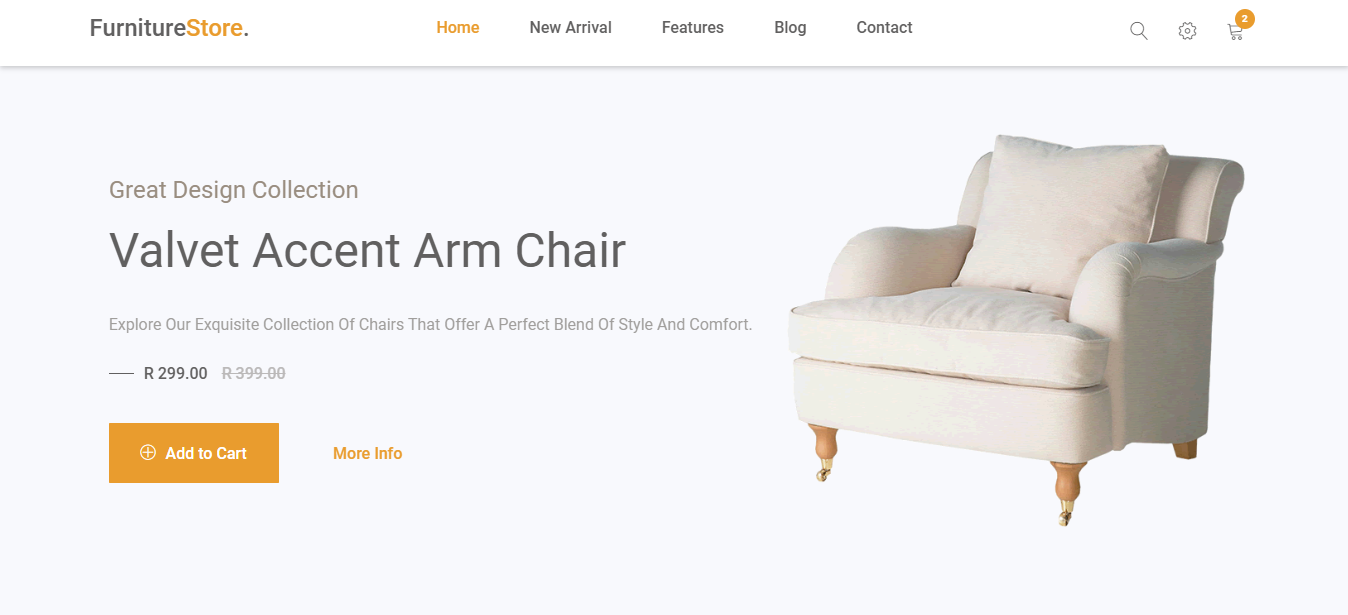 FurnitureStore.
Home New Arrival Features Blog Contact
2
Great Design Collection
Valvet Accent Arm Chair
Explore Our Exquisite Collection Of Chairs That Offer A Perfect Blend Of Style And Comfort.
R 299.00 R 399.00
Add to Cart More Info